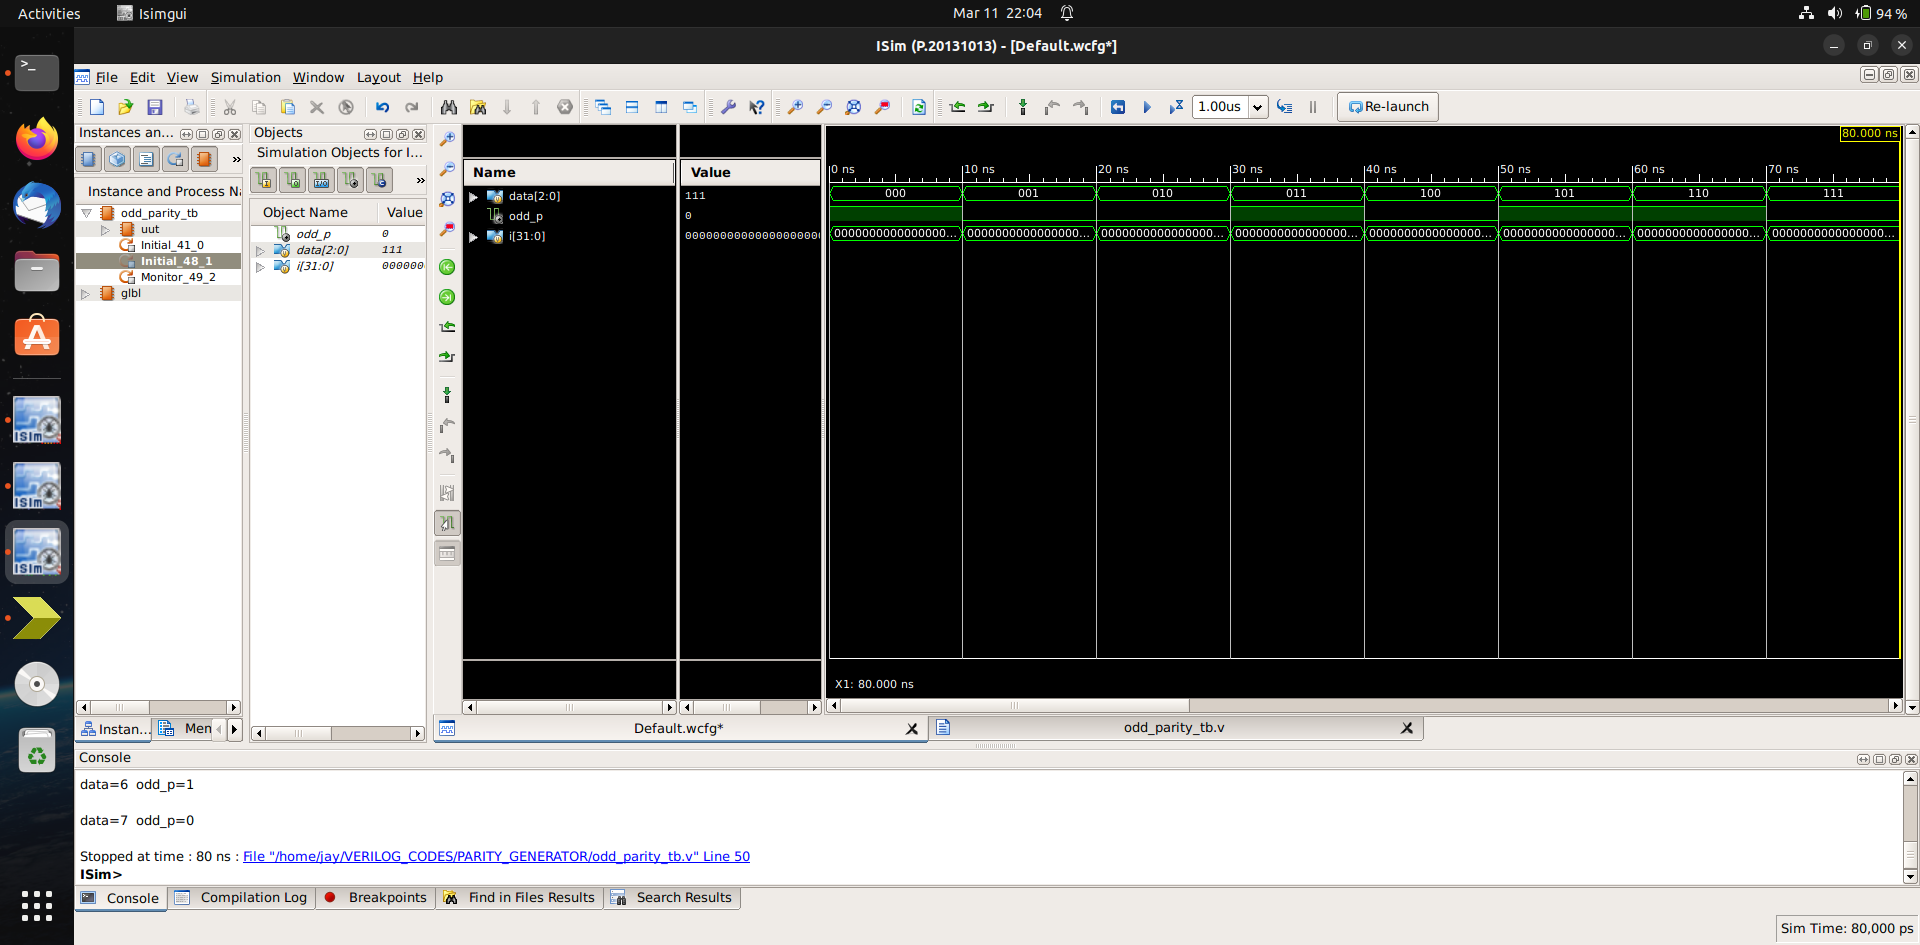 Activities
Isimgui
Mar 11 22:04
94 %
ISim (P.20131013) - [Default.wcfg*]
File Edit View Simulation Window Layout Help
1.00us
Re-launch
Instances an...
Instance and Process Na
odd_parity_tb
uut
Initial_41_0
Initial_48_1
Monitor_49_2
glbl
Instan...
Men
Objects
Simulation Objects for I...
Object Name Value
odd_p 0
data[2:0] 111
i[31:0] 000000
Name Value
data[2:0] 111
odd_p 0
i[31:0]
80.000 ns
0 ns 10 ns 20 ns 30 ns 40 ns 50 ns 60 ns 70 ns
000 001 010 011 100 101 110 111
0000000000000000... 0000000000000000... 0000000000000000... 0000000000000000... 0000000000000000... 0000000000000000... 0000000000000000... 0000000000000000...
X1: 80.000 ns
Default.wcfg*
odd_parity_tb.v
Console
data=6 odd_p=1
data=7 odd_p=0
Stopped at time : 80 ns : File "/home/jay/VERILOG_CODES/PARITY_GENERATOR/odd_parity_tb.v" Line 50
ISim>
Console Compilation Log Breakpoints Find in Files Results Search Results
Sim Time: 80,000 ps
ISim
ISim
ISim